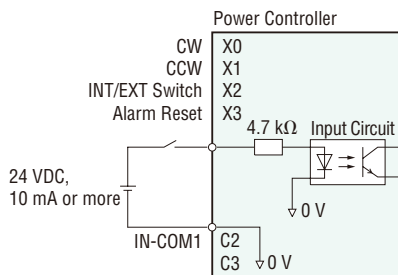 Power Controller
CW X0
CCW X1
INT/EXT Switch X2
Alarm Reset X3
4.7 kΩ Input Circuit
24 VDC,
10 mA or more
0 V
IN-COM1 C2
C3 0 V